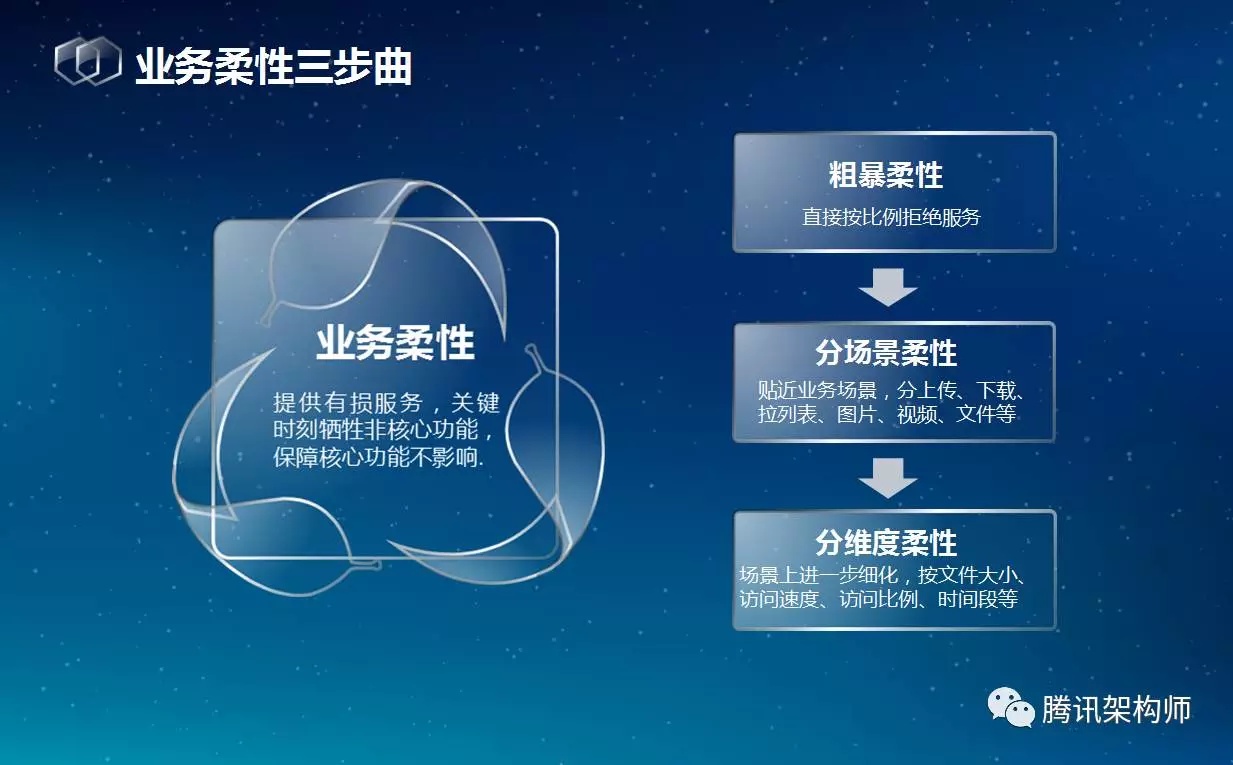 业务柔性三步曲
业务柔性
提供有损服务，关键
时刻牺牲非核心功能，
保障核心功能不影响.
粗暴柔性
直接按比例拒绝服务
分场景柔性
贴近业务场景，分上传、下载、
拉列表、图片、视频、文件等
分维度柔性
场景上进一步细化，按文件大小、
访问速度、访问比例、时间段等
腾讯架构师